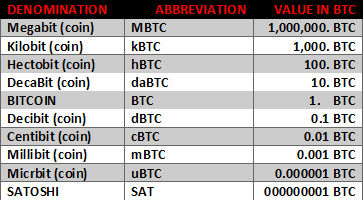 DENOMINATION ABBREVIATION VALUE IN BTC
Megabit (coin) MBTC 1,000,000. BTC
Kilobit (coin) kBTC 1,000. BTC
Hectobit (coin) hBTC 100. BTC
DecaBit (coin) daBTC 10. BTC
BITCOIN BTC 1. BTC
Decibit (coin) dBTC 0.1 BTC
Centibit (coin) cBTC 0.01 BTC
Millibit (coin) mBTC 0.001 BTC
Micrbit (coin) uBTC 0.000001 BTC
SATOSHI SAT 000000001 BTC